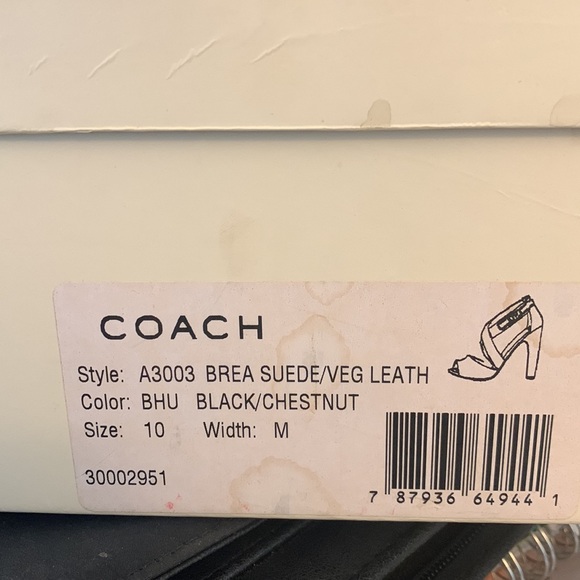 COACH
Style: A3003 BREA SUEDE/VEG LEATH
Color: BHU BLACK/CHESTNUT
Size: 10 Width: M
30002951
7 87936 64944 1